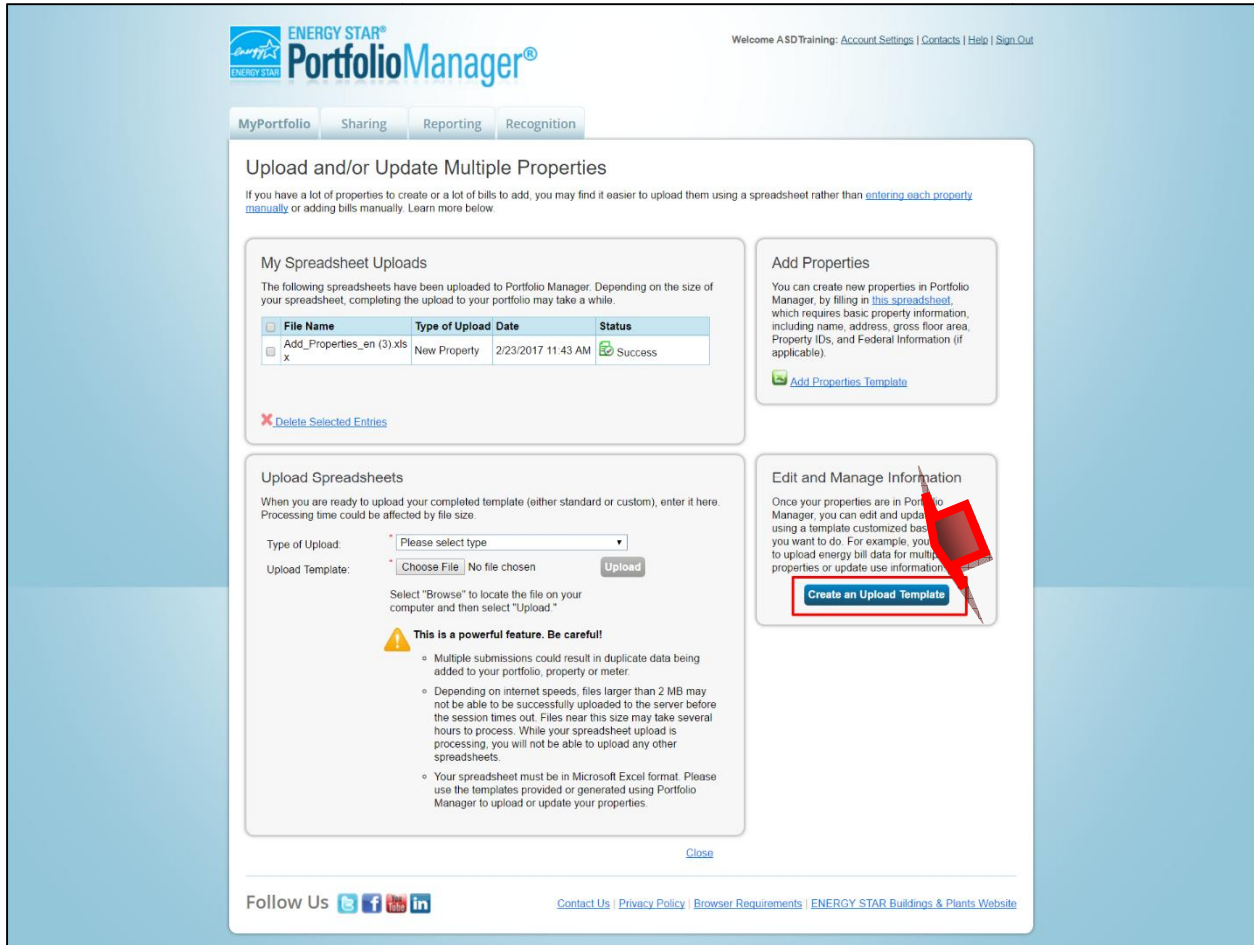 ENERGY STAR®
PortfolioManager®
energy
ENERGY STAR
Welcome ASDTraining: Account Settings | Contacts | Help | Sign Out
MyPortfolio Sharing Reporting Recognition
Upload and/or Update Multiple Properties
If you have a lot of properties to create or a lot of bills to add, you may find it easier to upload them using a spreadsheet rather than entering each property
manually or adding bills manually. Learn more below.
My Spreadsheet Uploads
The following spreadsheets have been uploaded to Portfolio Manager. Depending on the size of
your spreadsheet, completing the upload to your portfolio may take a while.
File Name Type of Upload Date Status
Add_Properties_en (3).xls
x New Property 2/23/2017 11:43 AM Success
Delete Selected Entries
Add Properties
You can create new properties in Portfolio
Manager, by filling in this spreadsheet,
which requires basic property information,
including name, address, gross floor area,
Property IDs, and Federal Information (if
applicable).
Add Properties Template
Upload Spreadsheets
When you are ready to upload your completed template (either standard or custom), enter it here.
Processing time could be affected by file size.
Type of Upload: * Please select type
Upload Template: * Choose File No file chosen Upload
Select "Browse" to locate the file on your
computer and then select "Upload."
This is a powerful feature. Be careful!
Multiple submissions could result in duplicate data being
added to your portfolio, property or meter.
Depending on internet speeds, files larger than 2 MB may
not be able to be successfully uploaded to the server before
the session times out. Files near this size may take several
hours to process. While your spreadsheet upload is
processing, you will not be able to upload any other
spreadsheets.
Your spreadsheet must be in Microsoft Excel format. Please
use the templates provided or generated using Portfolio
Manager to upload or update your properties.
Edit and Manage Information
Once your properties are in
Manager, you can edit and
using a template customized
you want to do. For example,
to upload energy bill data for
properties or update use information
Create an Upload Template
Close
Follow Us You Tube in
Contact Us | Privacy Policy | Browser Requirements | ENERGY STAR Buildings & Plants Website